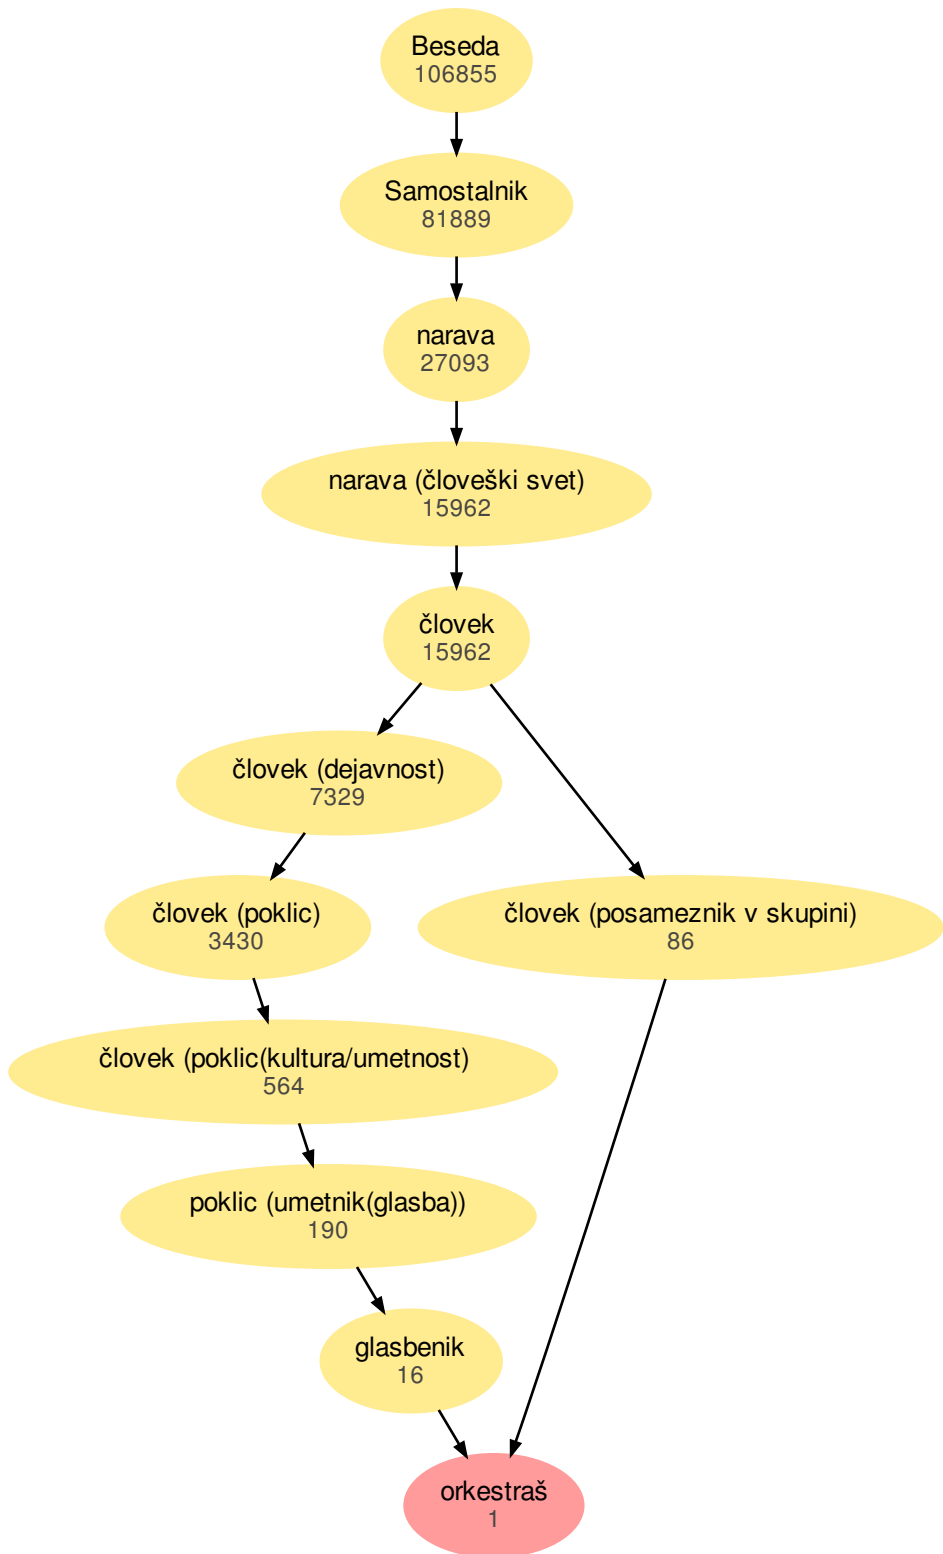 Beseda
106855
Samostalnik
81889
narava
27093
narava (človeški svet)
15962
človek
15962
človek (dejavnost)
7329
človek (poklic)
3430
človek (posameznik v skupini)
86
človek (poklic(kultura/umetnost)
564
poklic (umetnik(glasba))
190
glasbenik
16
orkestraš
1